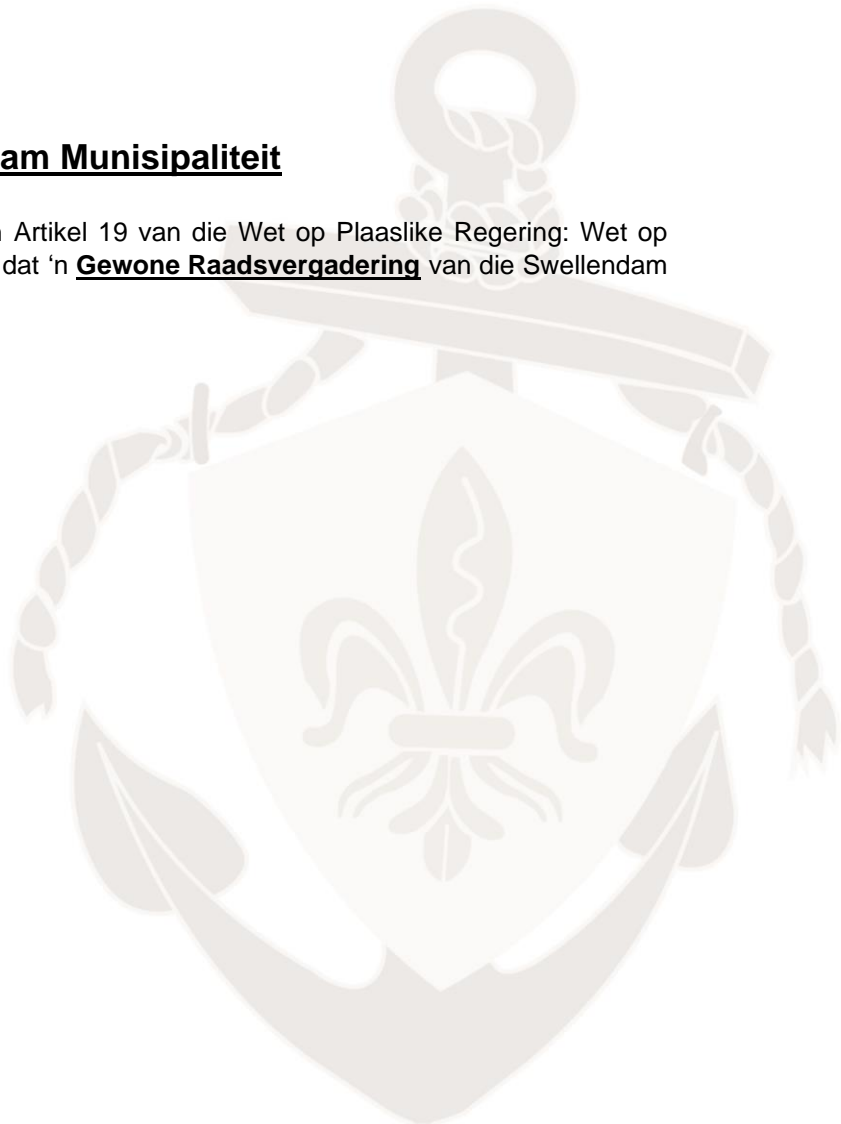 am Munisipaliteit
Artikel 19 van die Wet op Plaaslike Regering: Wet op
dat ‘n Gewone Raadsvergadering van die Swellendam